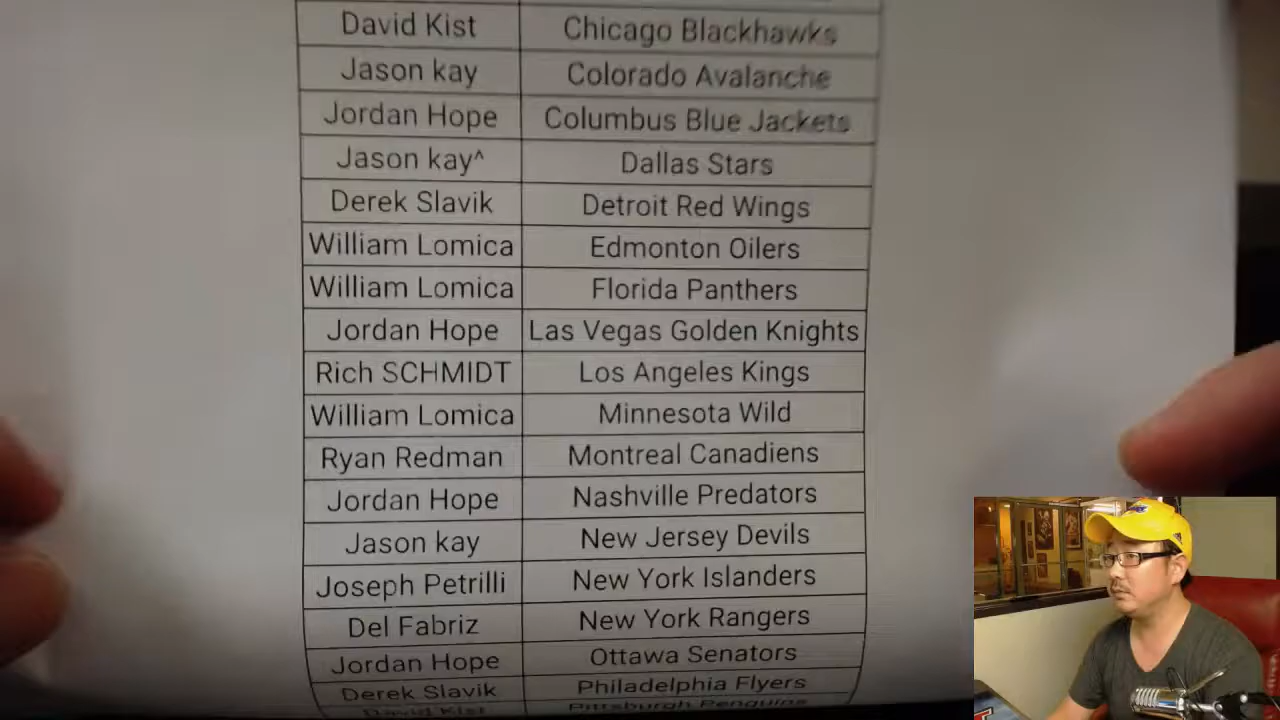 David Kist Chicago Blackhawks
Jason kay Colorado Avalanche
Jordan Hope Columbus Blue Jackets
Jason kay^ Dallas Stars
Derek Slavik Detroit Red Wings
William Lomica Edmonton Oilers
William Lomica Florida Panthers
Jordan Hope Las Vegas Golden Knights
Rich SCHMIDT Los Angeles Kings
William Lomica Minnesota Wild
Ryan Redman Montreal Canadiens
Jordan Hope Nashville Predators
Jason kay New Jersey Devils
Joseph Petrilli New York Islanders
Del Fabriz New York Rangers
Jordan Hope Ottawa Senators
Derek Slavik Philadelphia Flyers
David Kist Pittsburgh Penguins